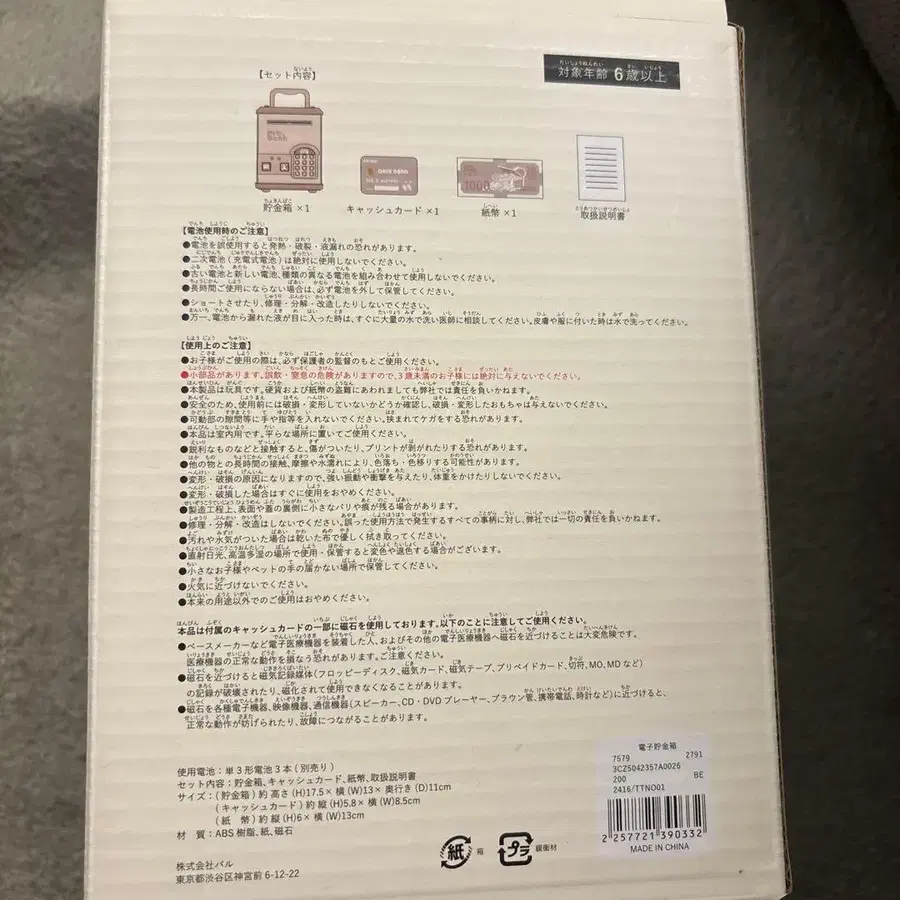 対象年齢 6歳以上
【セット内容】
1000
貯金箱 ×1
キャッシュカード ×1
紙幣 ×1
取扱説明書
【電池使用時のご注意】
●電池を誤使用すると発熱・破裂・液漏れの恐れがあります。
●二次電池(充電式電池)は絶対に使用しないでください。
●古い電池と新しい電池、種類の異なる電池を組み合わせて使用しないでください。
●長時間ご使用にならない場合は、必ず電池を外して保管してください。
●ショートさせたり、修理・分解・改造したりしないでください。
●万一、電池から漏れた液が目に入った時は、すぐに大量の水で洗い医師に相談してください。皮膚や服に付いた時は水で洗ってください。
【使用上のご注意】
●お子様がご使用の際は、必ず保護者の監督のもとご使用ください。
●小部品があります。誤飲・窒息の危険がありますので、3歳未満のお子様には絶対に与えないでください。
●本製品は玩具です。硬貨および紙幣の盗難にあわれましても弊社では責任を負いかねます。
●安全のため、使用前には破損・変形していないかどうか確認し、破損・変形したおもちゃは与えないでください。
●可動部の隙間等に手や指等を入れないでください。挟まれてケガをする恐れがあります。
●本品は室内用です。平らな場所に置いてご使用ください。
●鋭利なものなどと接触すると、傷がついたり、プリントが剥がれたりする恐れがあります。
●他の物との長時間の接触、摩擦や水濡れにより、色落ち・色移りする可能性があります。
●変形・破損の原因になりますので、強い振動や衝撃を与えたり、体重をかけたりしないでください。
●変形・破損した場合はすぐに使用をおやめください。
●製造工程上、表面や蓋の裏側に小さなバリや痕が残る場合があります。
●修理・分解・改造はしないでください。誤った使用方法で発生するすべての事柄に対し、弊社では一切の責任を負いかねます。
●汚れや水気がついた場合は乾いた布で優しく拭き取ってください。
●直射日光、高温多湿の場所で使用・保管すると変色や退色する場合がございます。
●小さなお子様やペットの手の届かない場所で保管してください。
●火気に近づけないでください。
●本来の用途以外でのご使用はおやめください。
本品は付属のキャッシュカードの一部に磁石を使用しております。以下のことに注意してご使用ください。
●ペースメーカーなど電子医療機器を装着した人、およびその他の電子医療機器へ磁石を近づけることは大変危険です。
医療機器の正常な動作を損なう恐れがあります。ご注意ください。
●磁石を近づけると磁気記録媒体(フロッピーディスク、磁気カード、磁気テープ、プリペイドカード、切符、MO、MDなど)
の記録が破壊されたり、磁化されて使用できなくなることがあります。
●磁石を各種電子機器、映像機器、通信機器(スピーカー、CD・DVDプレーヤー、ブラウン管、携帯電話、時計など)に近づけると、
正常な動作が妨げられたり、故障につながることがあります。
使用電池：単3形電池3本(別売り)
セット内容：貯金箱、キャッシュカード、紙幣、取扱説明書
サイズ：(貯金箱)約 高さ(H)17.5×横(W)13×奥行き(D)11cm
(キャッシュカード)約 縦(H)5.8×横(W)8.5cm
(紙 幣)約 縦(H)6×横(W)13cm
材 質：ABS樹脂、紙、磁石
株式会社パル
東京都渋谷区神宮前6-12-22
紙 箱
プラ 緩衝材
電子貯金箱
7579 2791
3CZ5042357A0026
200 BE
2416/TTNO01
2 257721 390332
MADE IN CHINA